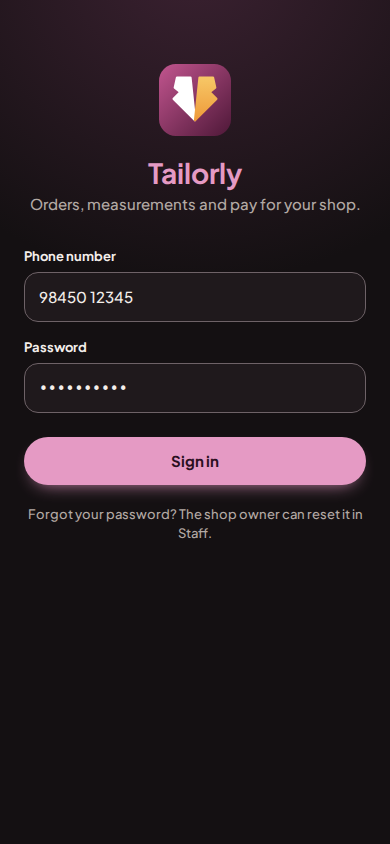 Tailorly
Orders, measurements and pay for your shop.
Phone number
98450 12345
Password
••••••••••
Sign in
Forgot your password? The shop owner can reset it in
Staff.